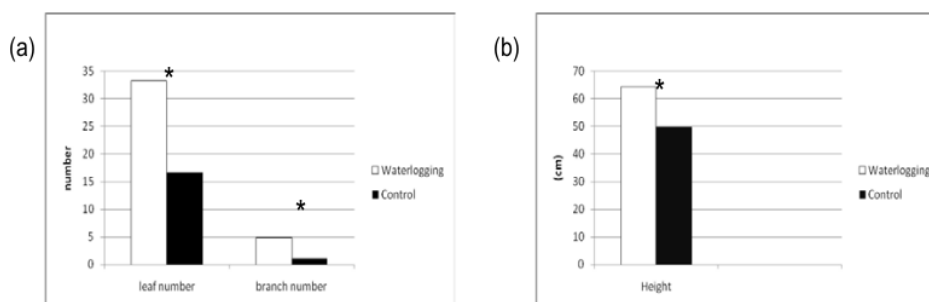 (a)
*
*
35
30
25
20
15
10
5
0
number
leaf number
branch number
Waterlogging
Control
(b)
*
70
60
50
40
30
20
10
0
(cm)
Height
Waterlogging
Control